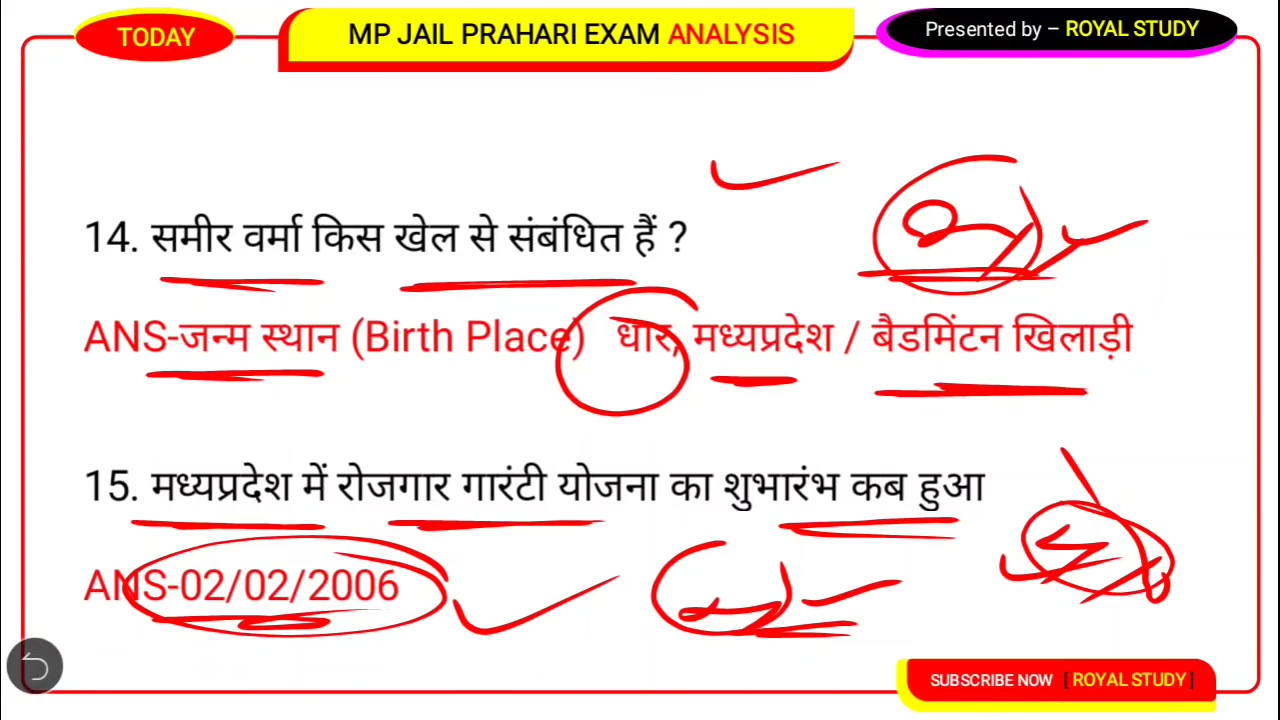 TODAY
MP JAIL PRAHARI EXAM ANALYSIS
Presented by – ROYAL STUDY
14. समीर वर्मा किस खेल से संबंधित हैं ?
ANS-जन्म स्थान (Birth Place) धार, मध्यप्रदेश / बैडमिंटन खिलाड़ी
15. मध्यप्रदेश में रोजगार गारंटी योजना का शुभारंभ कब हुआ
ANS-02/02/2006
SUBSCRIBE NOW [ ROYAL STUDY ]